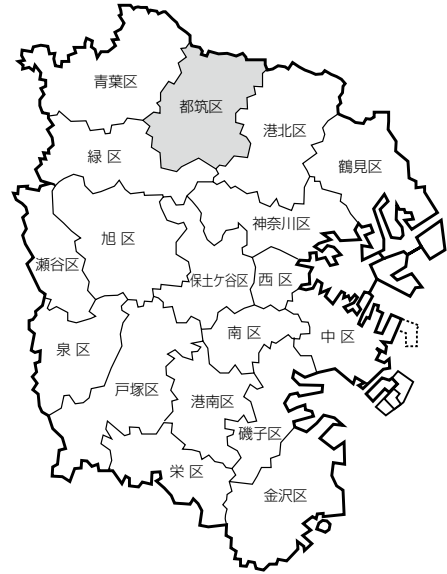 青葉区
都筑区
港北区
緑 区
鶴見区
神奈川区
旭 区
瀬谷区
保土ケ谷区
西 区
南 区
中 区
泉 区
戸塚区
港南区
磯子区
栄 区
金沢区